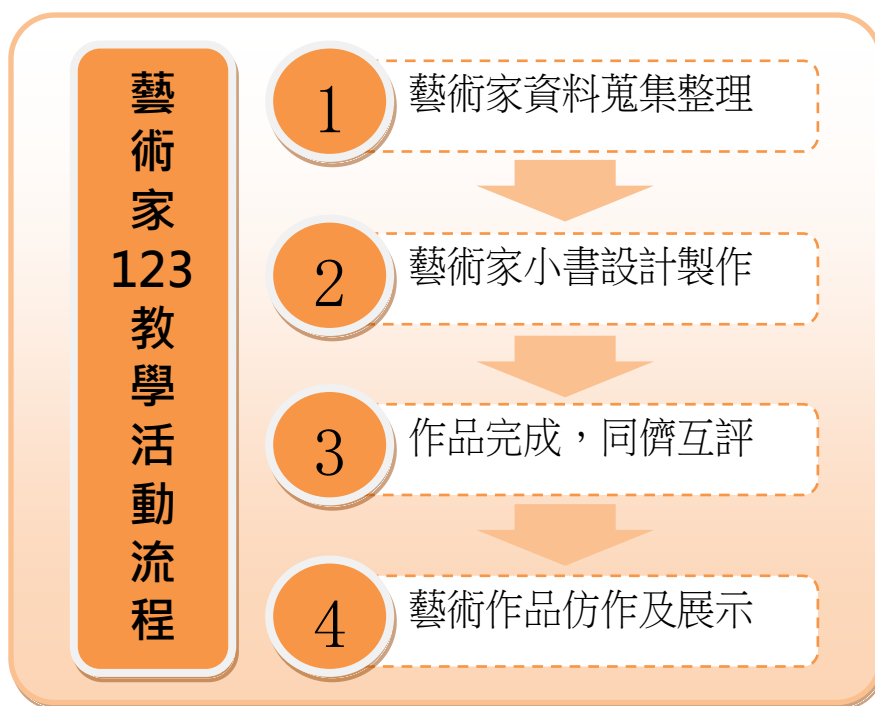 藝術家123教學活動流程
1
藝術家資料蒐集整理
2
藝術家小書設計製作
3
作品完成，同儕互評
4
藝術作品仿作及展示